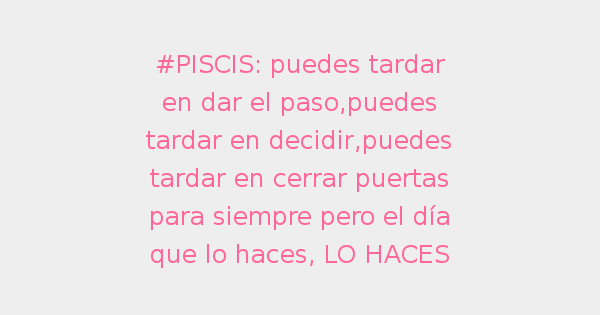 #PISCIS: puedes tardar
en dar el paso,puedes
tardar en decidir,puedes
tardar en cerrar puertas
para siempre pero el día
que lo haces, LO HACES